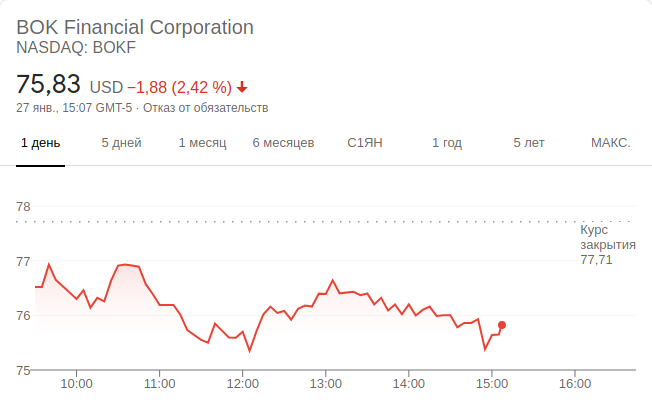 BOK Financial Corporation
NASDAQ: BOKF
75,83 USD −1,88 (2,42 %)
27 янв., 15:07 GMT-5 · Отказ от обязательств
1 день 5 дней 1 месяц 6 месяцев С1ЯН 1 год 5 лет МАКС.
78
Курс
закрытия
77,71
77
76
75
10:00 11:00 12:00 13:00 14:00 15:00 16:00